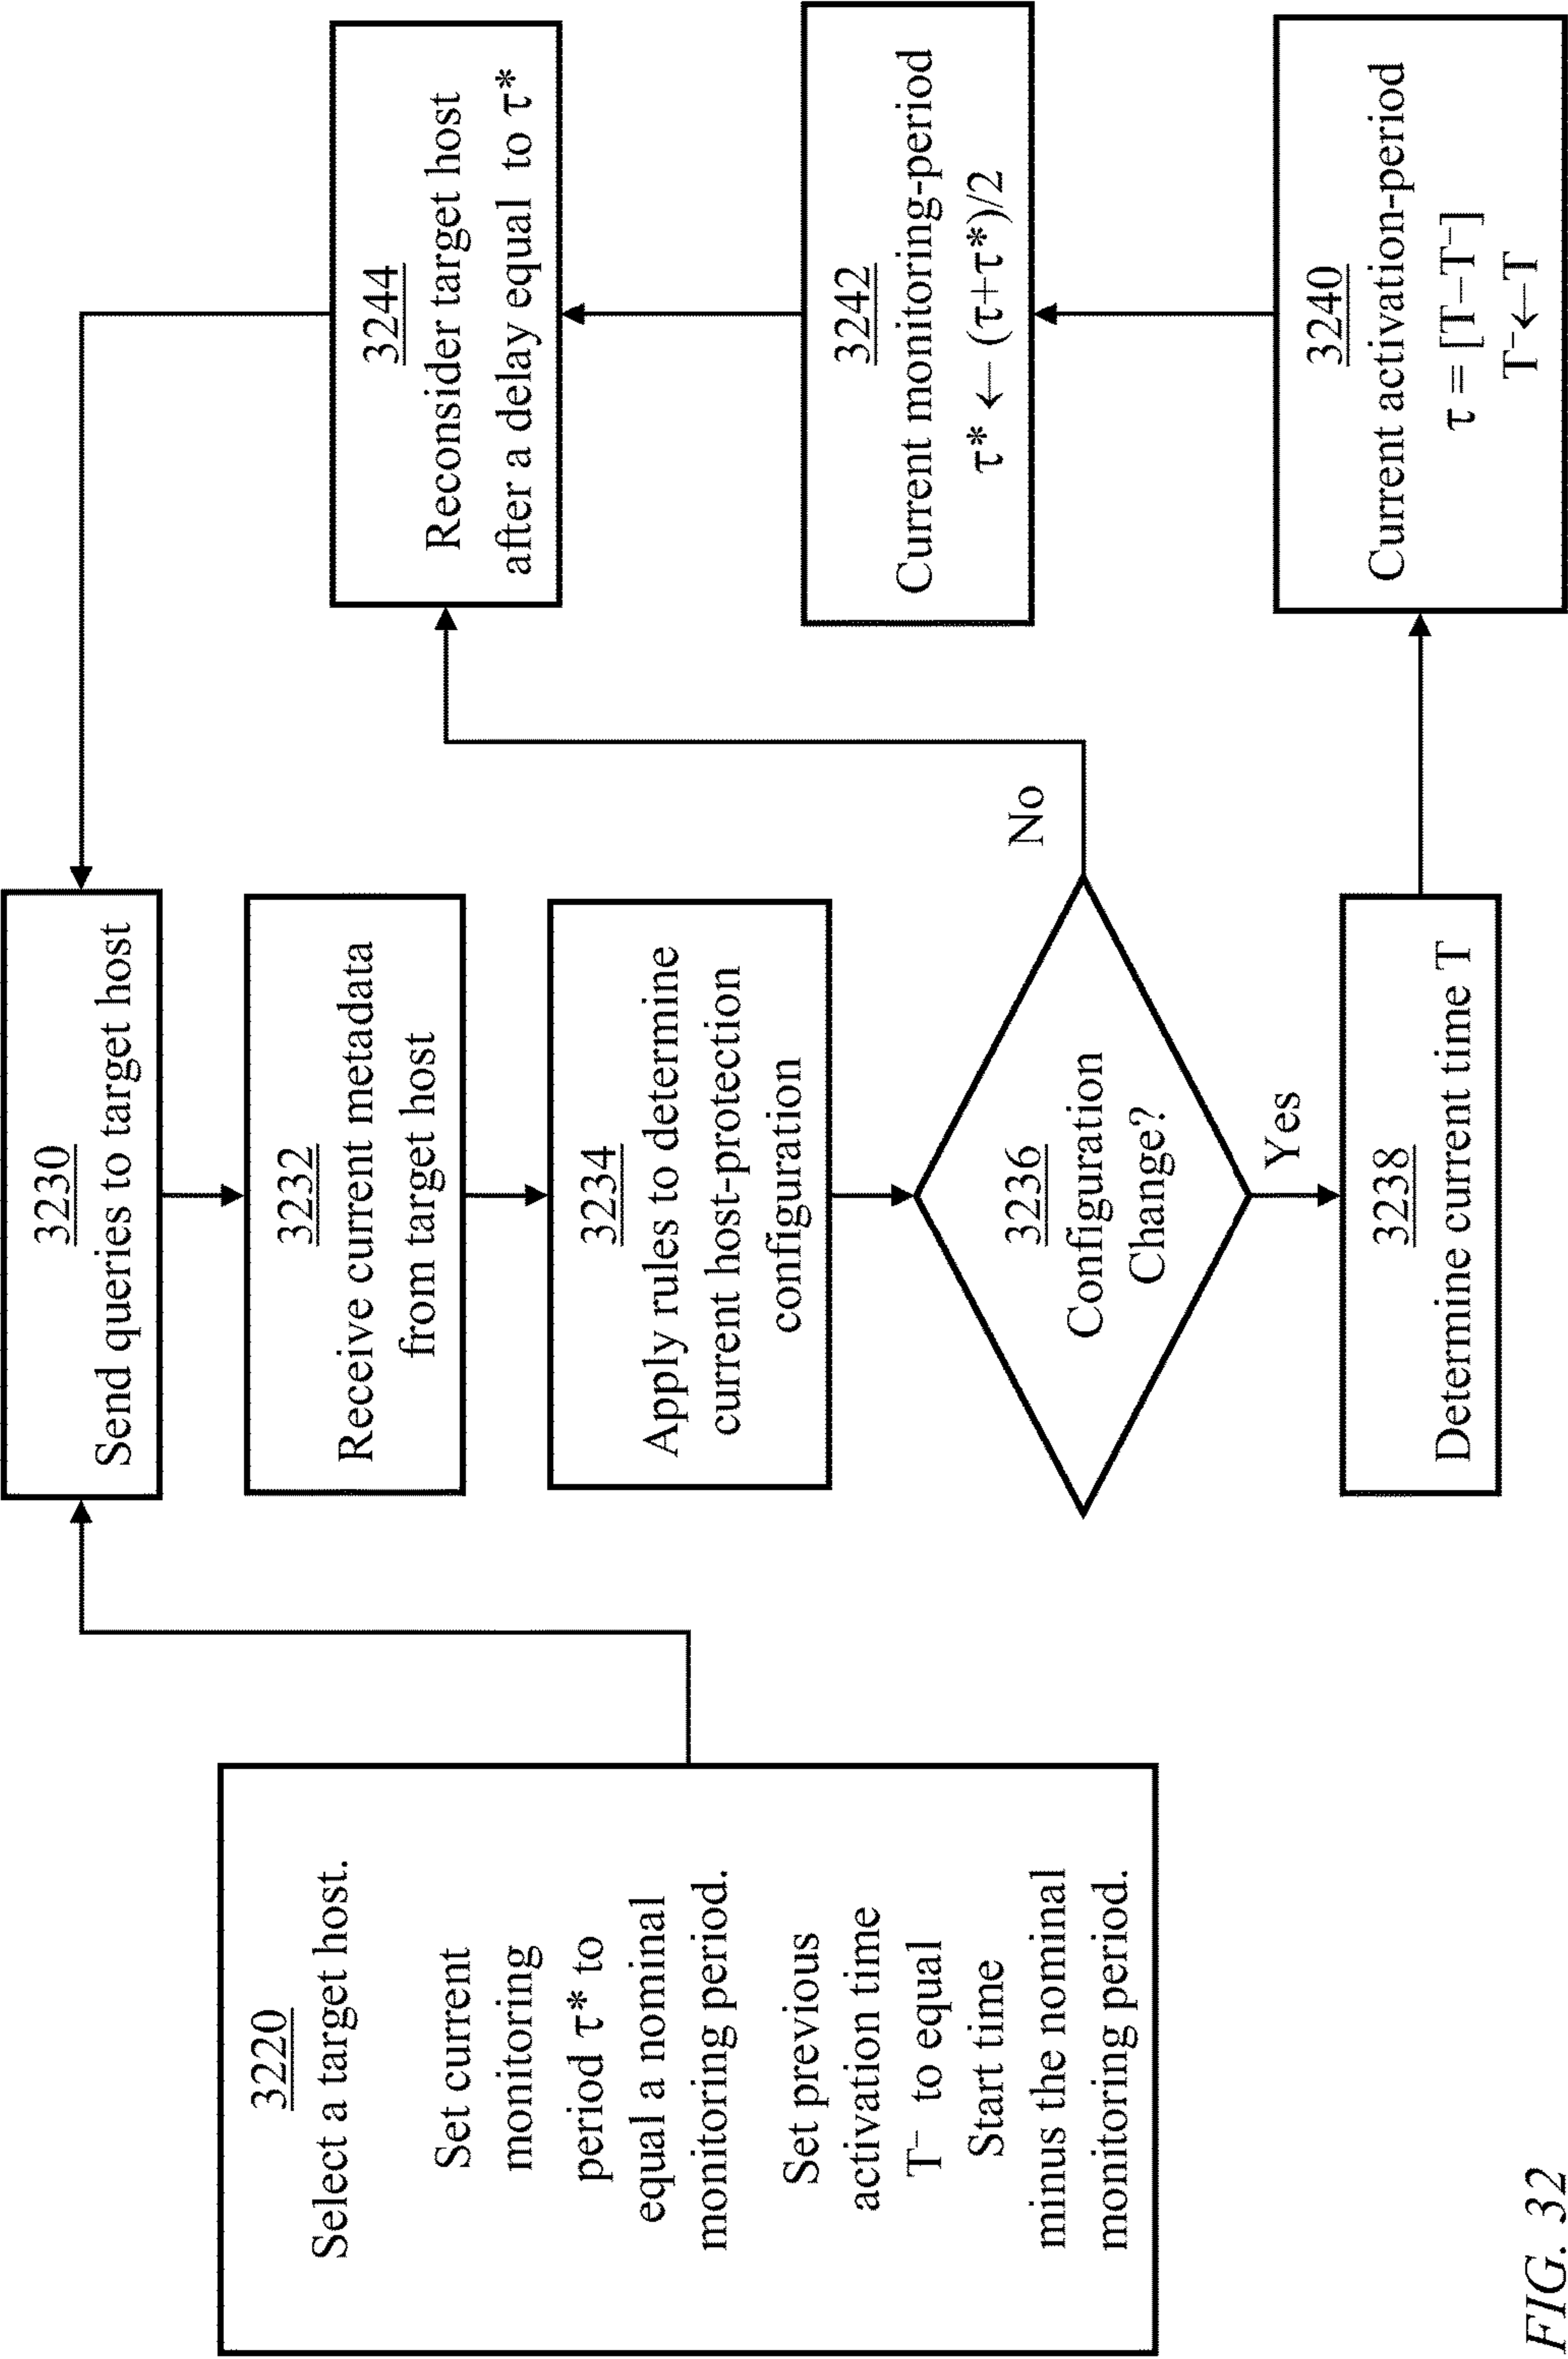 3220
Select a target host.
Set current
monitoring
period τ* to
equal a nominal
monitoring period.
Set previous
activation time
T⁻ to equal
Start time
minus the nominal
monitoring period.
3230
Send queries to target host
3232
Receive current metadata
from target host
3234
Apply rules to determine
current host-protection
configuration
3236
Configuration
Change?
No
Yes
3238
Determine current time T
3240
Current activation-period
τ = [T−T⁻]
T⁻←T
3242
Current monitoring-period
τ* ← (τ+τ*)/2
3244
Reconsider target host
after a delay equal to τ*
FIG. 32